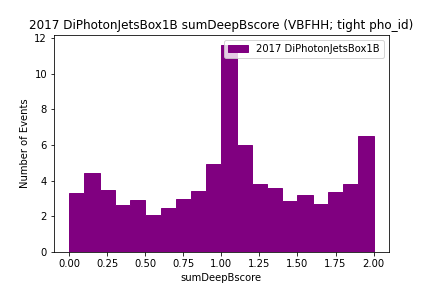 2017 DiPhotonJetsBox1B sumDeepBscore (VBFHH; tight pho_id)
2017 DiPhotonJetsBox1B
Number of Events
12
10
8
6
4
2
0
0.00 0.25 0.50 0.75 1.00 1.25 1.50 1.75 2.00
sumDeepBscore